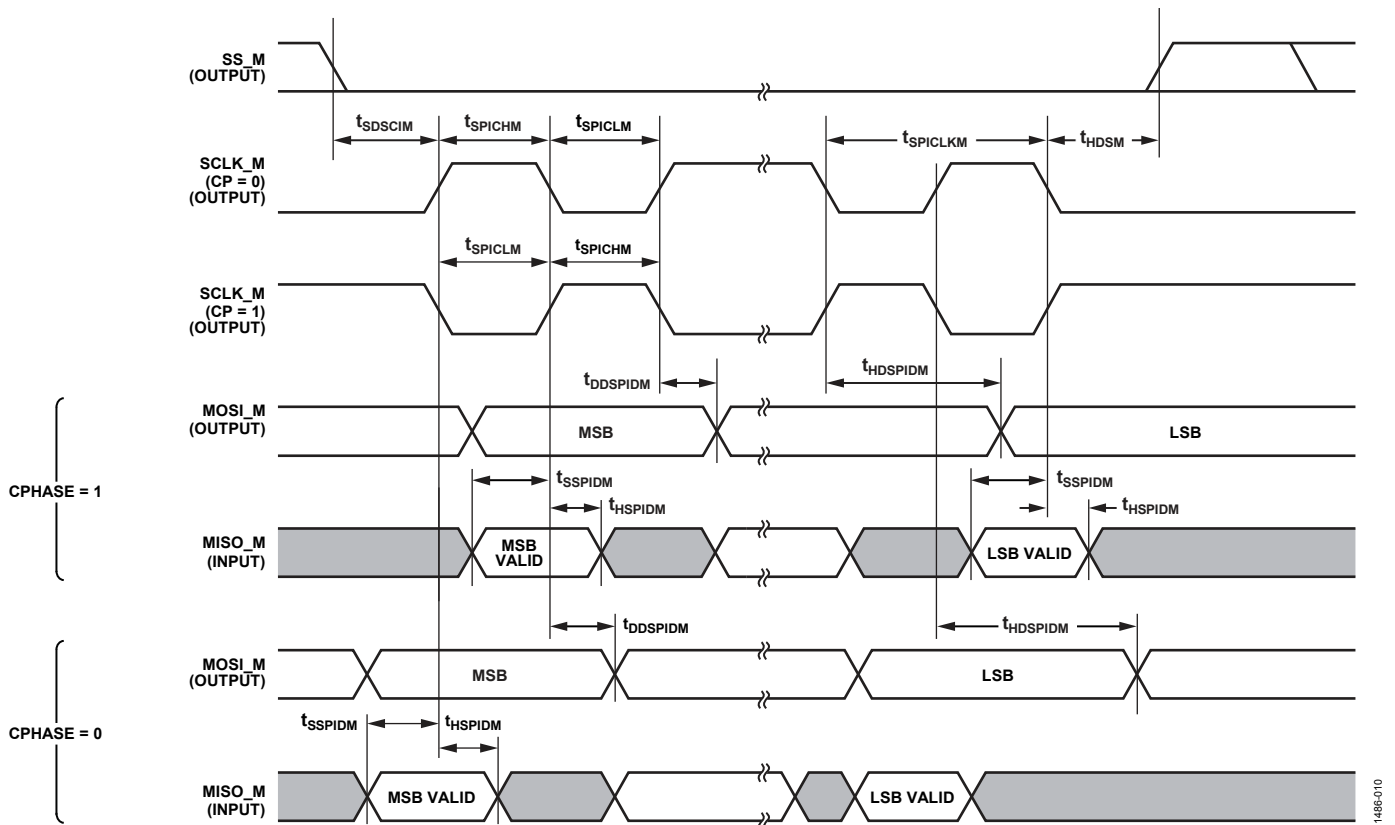 SS_M
(OUTPUT)
tSDSCIM
tSPICHM
tSPICLM
tSPICLKM
tHDSM
SCLK_M
(CP = 0)
(OUTPUT)
tSPICLM
tSPICHM
SCLK_M
(CP = 1)
(OUTPUT)
tDDSPIDM
tHDSPIDM
CPHASE = 1
MOSI_M
(OUTPUT)
MSB
LSB
tSSPIDM
tHSPIDM
tSSPIDM
tHSPIDM
MISO_M
(INPUT)
MSB
VALID
LSB VALID
tDDSPIDM
tHDSPIDM
CPHASE = 0
MOSI_M
(OUTPUT)
MSB
LSB
tSSPIDM
tHSPIDM
MISO_M
(INPUT)
MSB VALID
LSB VALID
1486-010